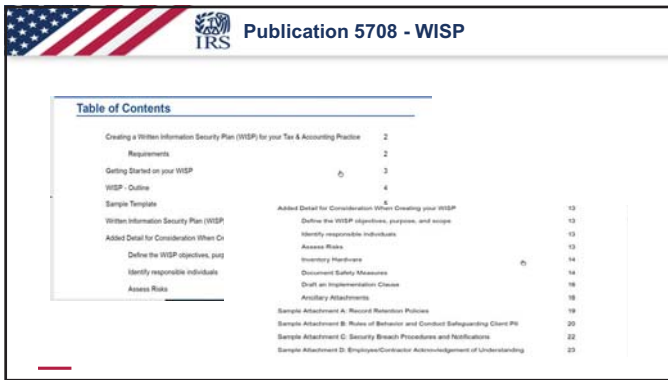 IRS
Publication 5708 - WISP
Table of Contents
Creating a Written Information Security Plan (WISP) for your Tax & Accounting Practice 2
Requirements 2
Getting Started on your WISP 3
WISP - Outline 4
Sample Template
Written Information Security Plan (WISP)
Added Detail for Consideration When Cr
Define the WISP objectives, purp
Identify responsible individuals
Assess Risks
Added Detail for Consideration When Creating your WISP 13
Define the WISP objectives, purpose, and scope 13
Identify responsible individuals 13
Assess Risks 13
Inventory Hardware 14
Document Safety Measures 14
Draft an Implementation Clause 16
Ancillary Attachments 18
Sample Attachment A: Record Retention Policies 19
Sample Attachment B: Rules of Behavior and Conduct Safeguarding Client PII 20
Sample Attachment C: Security Breach Procedures and Notifications 22
Sample Attachment D: Employee/Contractor Acknowledgement of Understanding 23